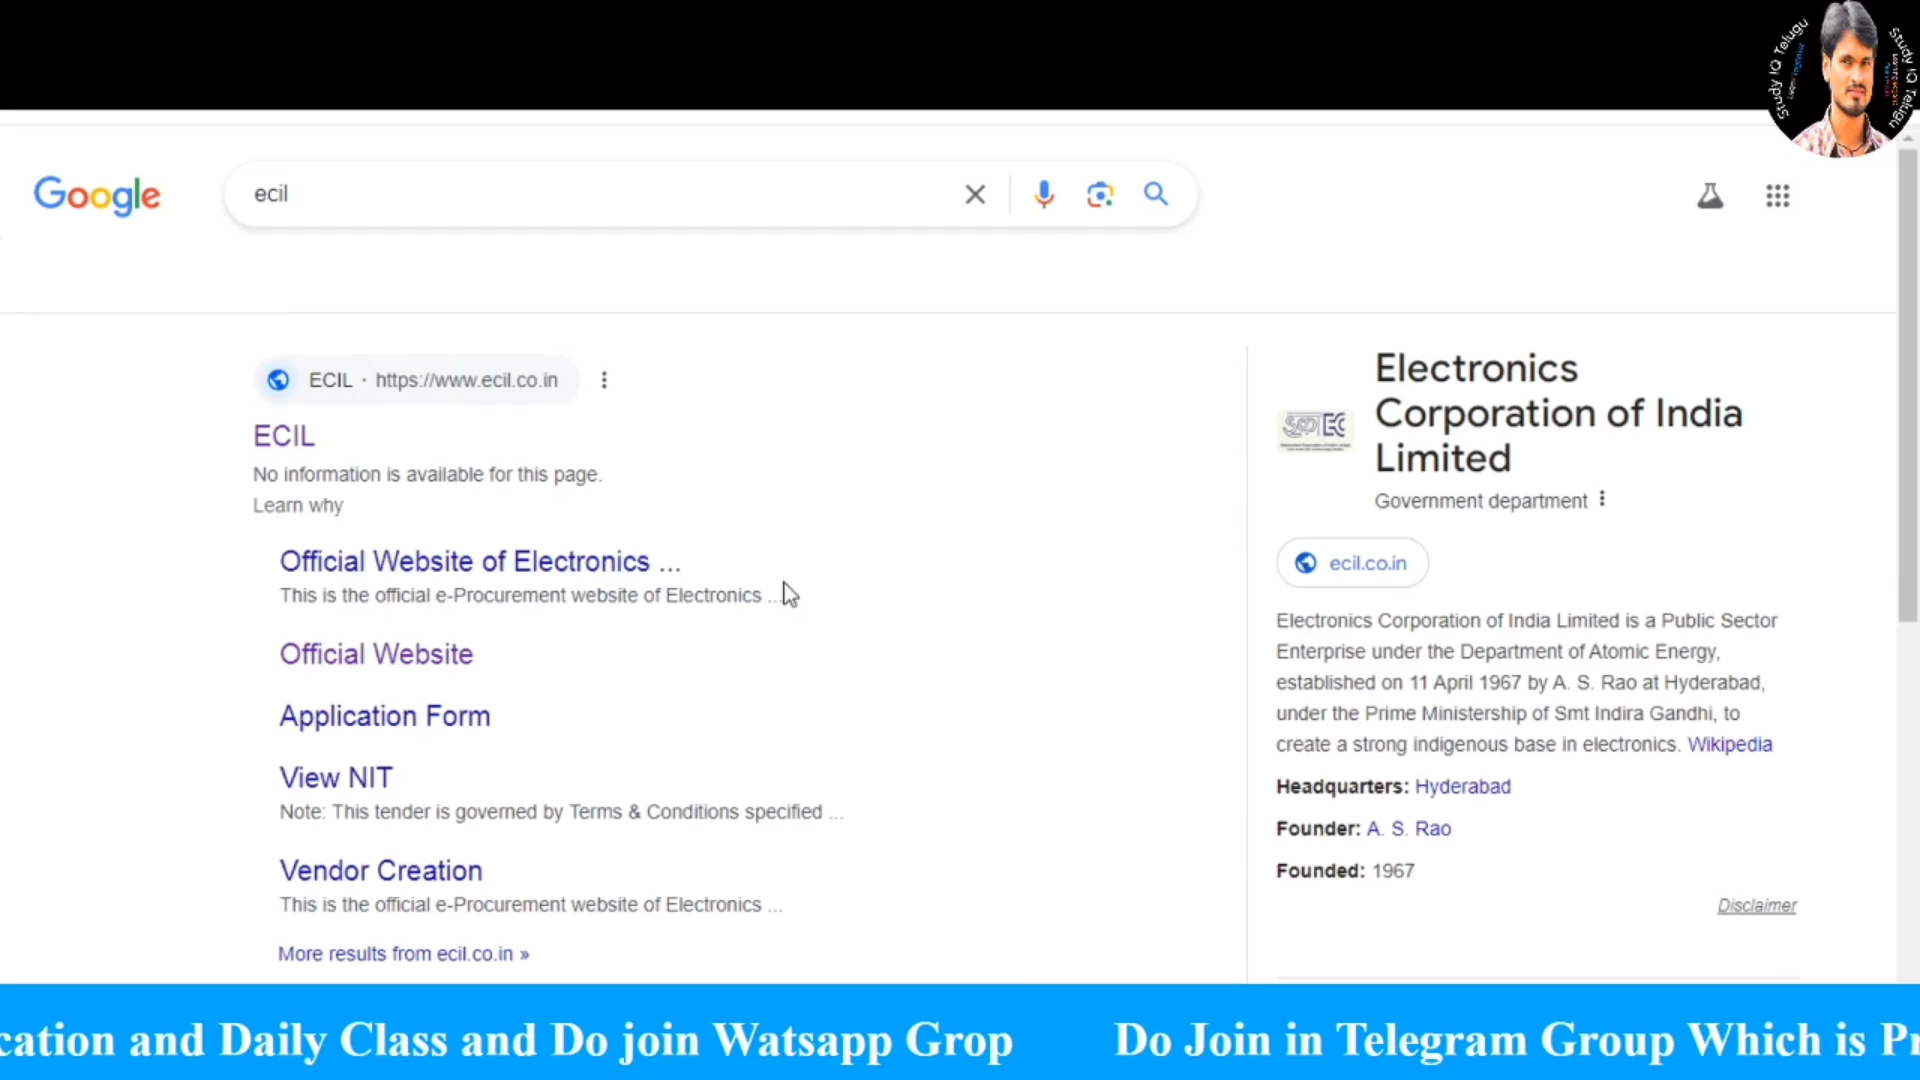 Study IQ Telugu
Study IQ Telugu
Google
ecil
ECIL · https://www.ecil.co.in
ECIL
No information is available for this page.
Learn why
Official Website of Electronics ...
This is the official e-Procurement website of Electronics ...
Official Website
Application Form
View NIT
Note: This tender is governed by Terms & Conditions specified ...
Vendor Creation
This is the official e-Procurement website of Electronics ...
More results from ecil.co.in »
Electronics
Corporation of India
Limited
Government department
ecil.co.in
Electronics Corporation of India Limited is a Public Sector
Enterprise under the Department of Atomic Energy,
established on 11 April 1967 by A. S. Rao at Hyderabad,
under the Prime Ministership of Smt Indira Gandhi, to
create a strong indigenous base in electronics. Wikipedia
Headquarters: Hyderabad
Founder: A. S. Rao
Founded: 1967
Disclaimer
cation and Daily Class and Do join Watsapp Grop Do Join in Telegram Group Which is Pr